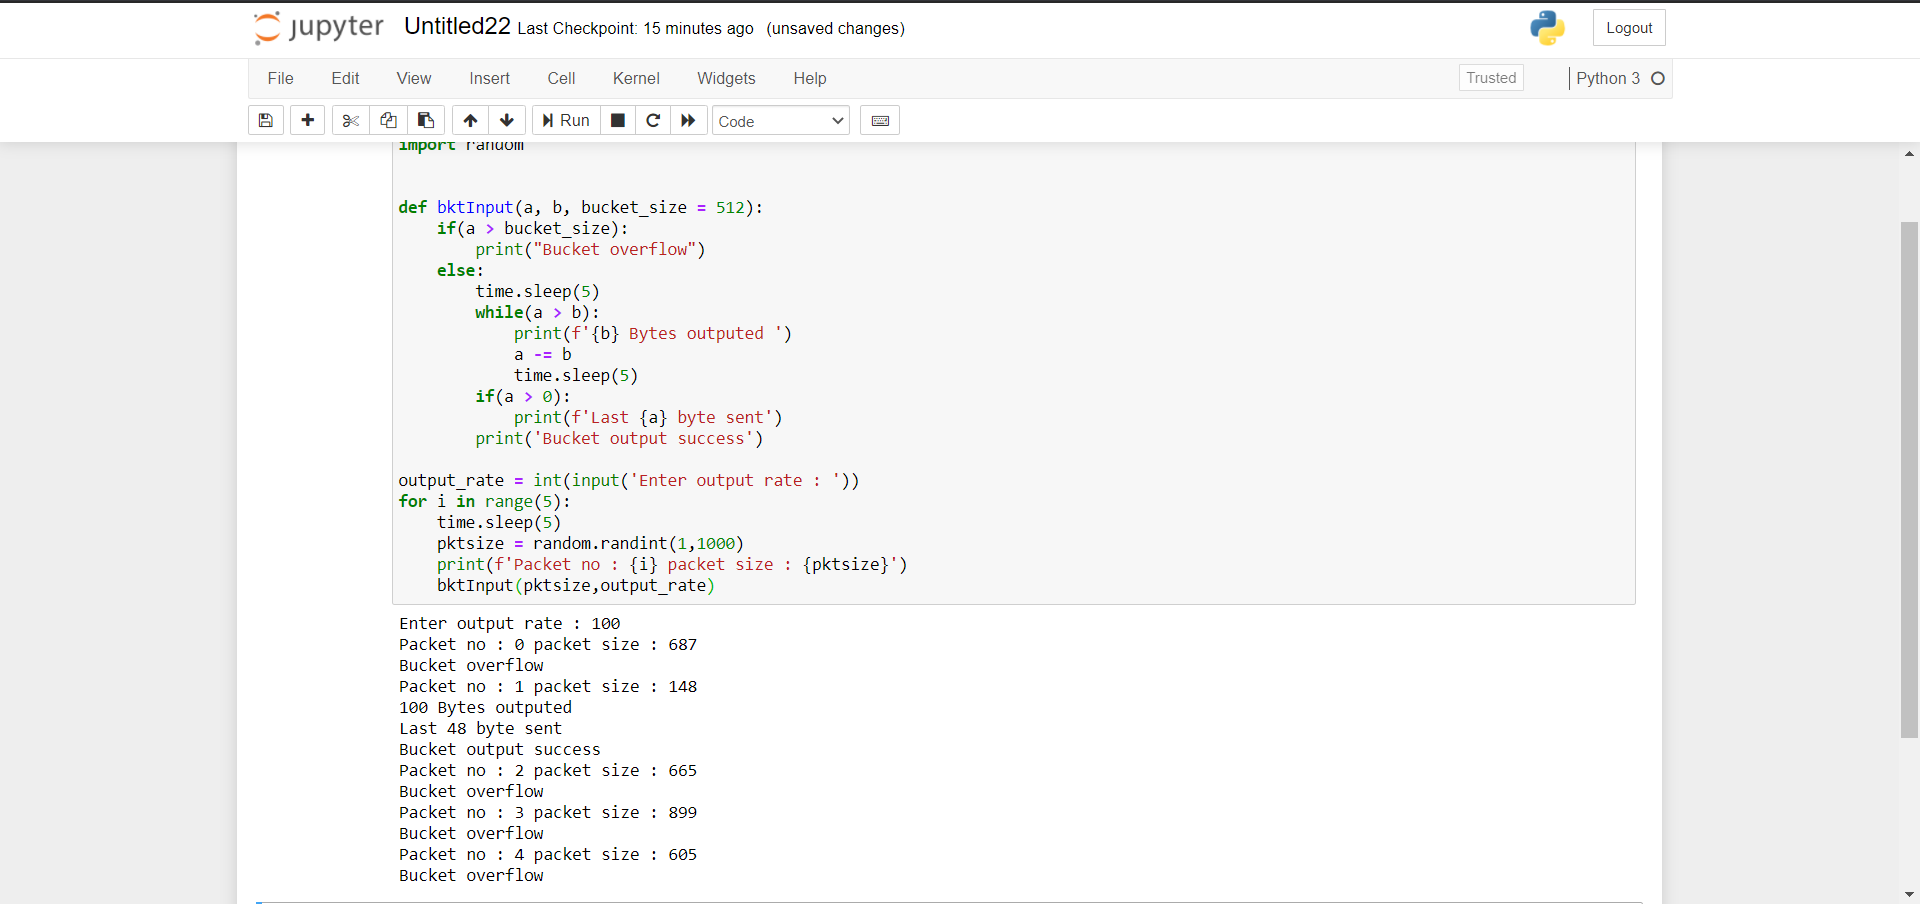 jupyter Untitled22 Last Checkpoint: 15 minutes ago (unsaved changes) Logout
File Edit View Insert Cell Kernel Widgets Help Trusted Python 3
Run Code
import random
def bktInput(a, b, bucket_size = 512):
    if(a > bucket_size):
        print("Bucket overflow")
    else:
        time.sleep(5)
        while(a > b):
            print(f'{b} Bytes outputed ')
            a -= b
            time.sleep(5)
        if(a > 0):
            print(f'Last {a} byte sent')
        print('Bucket output success')
output_rate = int(input('Enter output rate : '))
for i in range(5):
    time.sleep(5)
    pktsize = random.randint(1,1000)
    print(f'Packet no : {i} packet size : {pktsize}')
    bktInput(pktsize,output_rate)
Enter output rate : 100
Packet no : 0 packet size : 687
Bucket overflow
Packet no : 1 packet size : 148
100 Bytes outputed
Last 48 byte sent
Bucket output success
Packet no : 2 packet size : 665
Bucket overflow
Packet no : 3 packet size : 899
Bucket overflow
Packet no : 4 packet size : 605
Bucket overflow